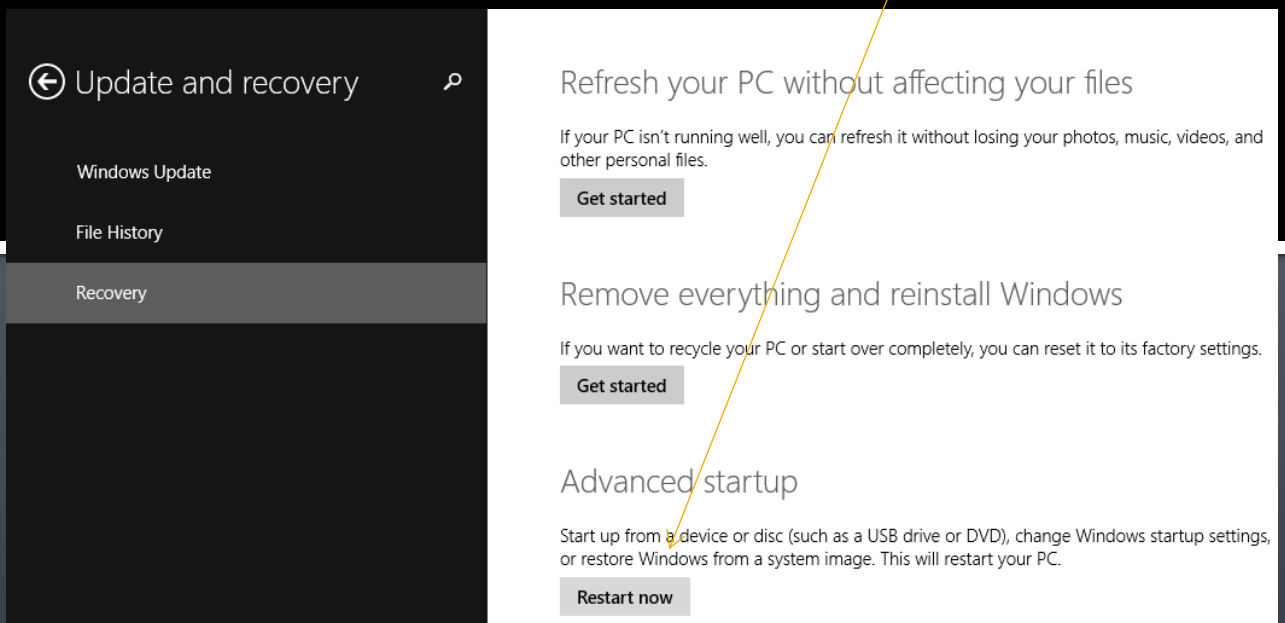 Update and recovery
Windows Update
File History
Recovery
Refresh your PC without affecting your files
If your PC isn't running well, you can refresh it without losing your photos, music, videos, and
other personal files.
Get started
Remove everything and reinstall Windows
If you want to recycle your PC or start over completely, you can reset it to its factory settings.
Get started
Advanced startup
Start up from a device or disc (such as a USB drive or DVD), change Windows startup settings,
or restore Windows from a system image. This will restart your PC.
Restart now